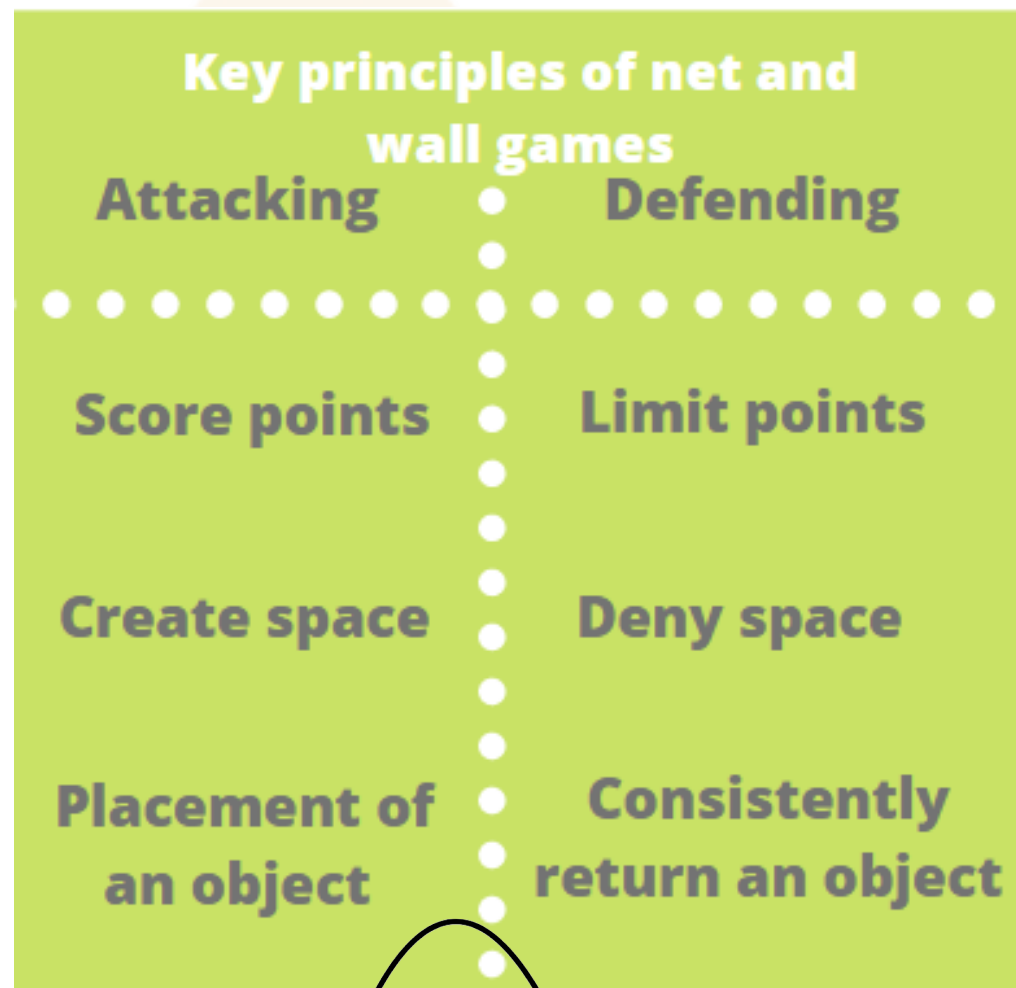 Key principles of net and
wall games
Attacking
Defending
Score points
Limit points
Create space
Deny space
Placement of
an object
Consistently
return an object